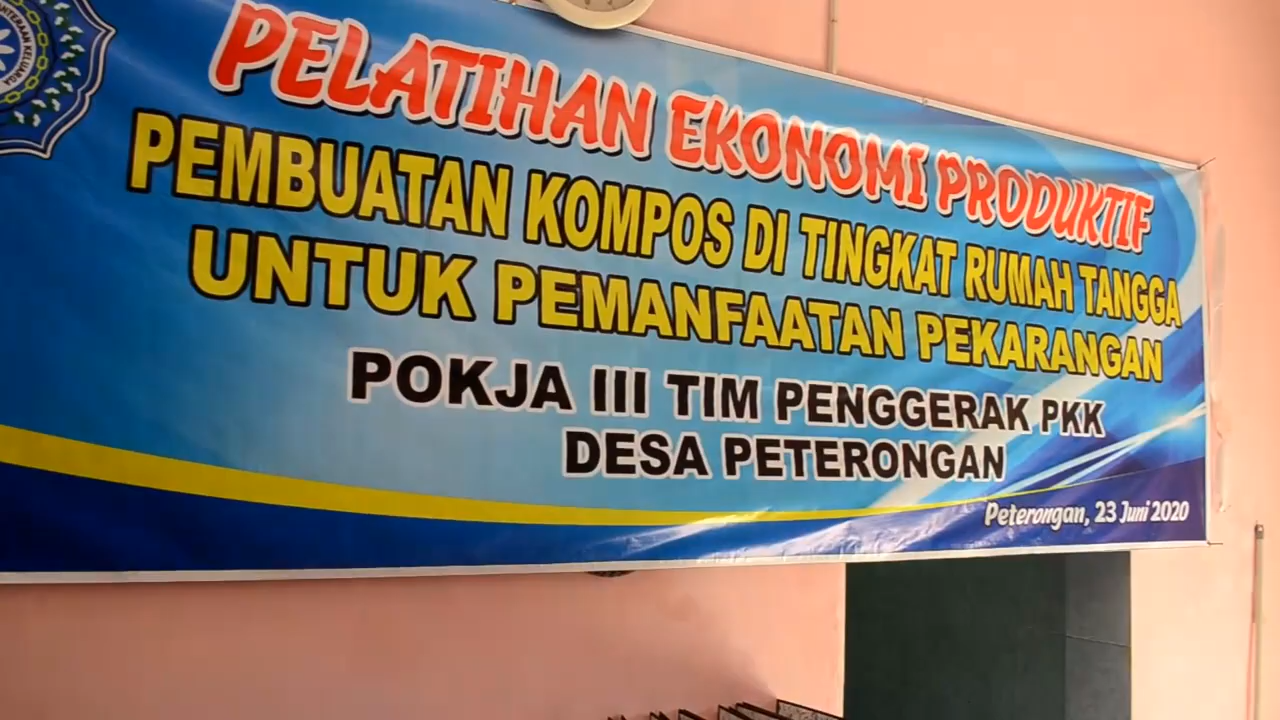 PELATIHAN EKONOMI PRODUKTIF
PEMBUATAN KOMPOS DI TINGKAT RUMAH TANGGA
UNTUK PEMANFAATAN PEKARANGAN
POKJA III TIM PENGGERAK PKK
DESA PETERONGAN
Peterongan, 23 Juni 2020
KELUARGA